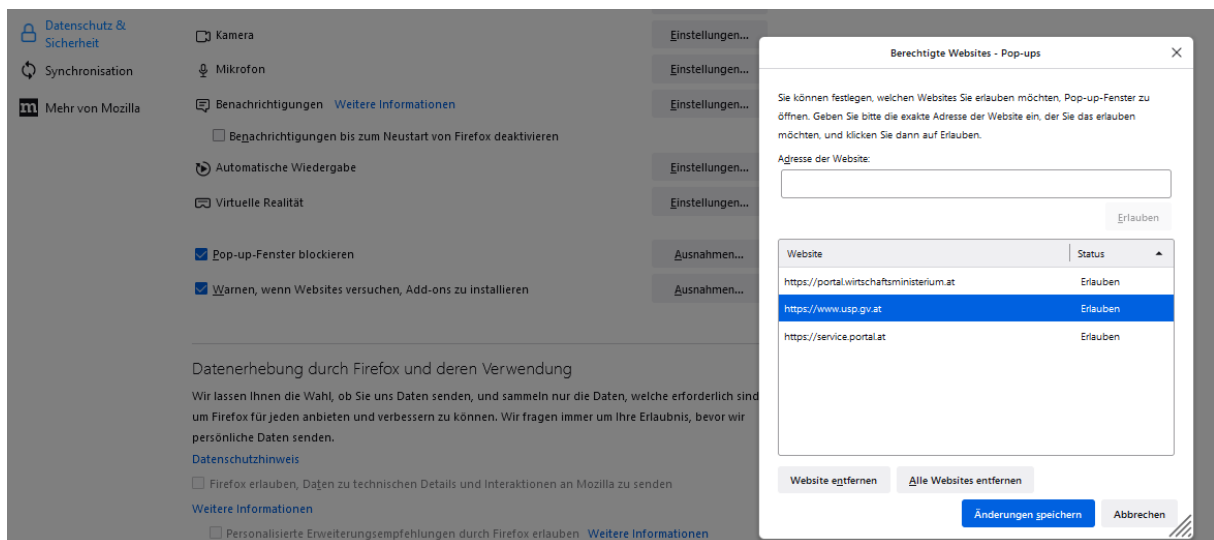 Datenschutz &
Sicherheit
Synchronisation
Mehr von Mozilla
Kamera
Einstellungen...
Mikrofon
Einstellungen...
Benachrichtigungen Weitere Informationen
Einstellungen...
Benachrichtigungen bis zum Neustart von Firefox deaktivieren
Automatische Wiedergabe
Einstellungen...
Virtuelle Realität
Einstellungen...
Pop-up-Fenster blockieren
Ausnahmen...
Warnen, wenn Websites versuchen, Add-ons zu installieren
Ausnahmen...
Datenerhebung durch Firefox und deren Verwendung
Wir lassen Ihnen die Wahl, ob Sie uns Daten senden, und sammeln nur die Daten, welche erforderlich sind
um Firefox für jeden anbieten und verbessern zu können. Wir fragen immer um Ihre Erlaubnis, bevor wir
persönliche Daten senden.
Datenschutzhinweis
Firefox erlauben, Daten zu technischen Details und Interaktionen an Mozilla zu senden
Weitere Informationen
Personalisierte Erweiterungsempfehlungen durch Firefox erlauben Weitere Informationen
Berechtigte Websites - Pop-ups
Sie können festlegen, welchen Websites Sie erlauben möchten, Pop-up-Fenster zu
öffnen. Geben Sie bitte die exakte Adresse der Website ein, der Sie das erlauben
möchten, und klicken Sie dann auf Erlauben.
Adresse der Website:
Erlauben
Website Status
https://portal.wirtschaftsministerium.at Erlauben
https://www.usp.gv.at Erlauben
https://service.portal.at Erlauben
Website entfernen Alle Websites entfernen
Änderungen speichern Abbrechen